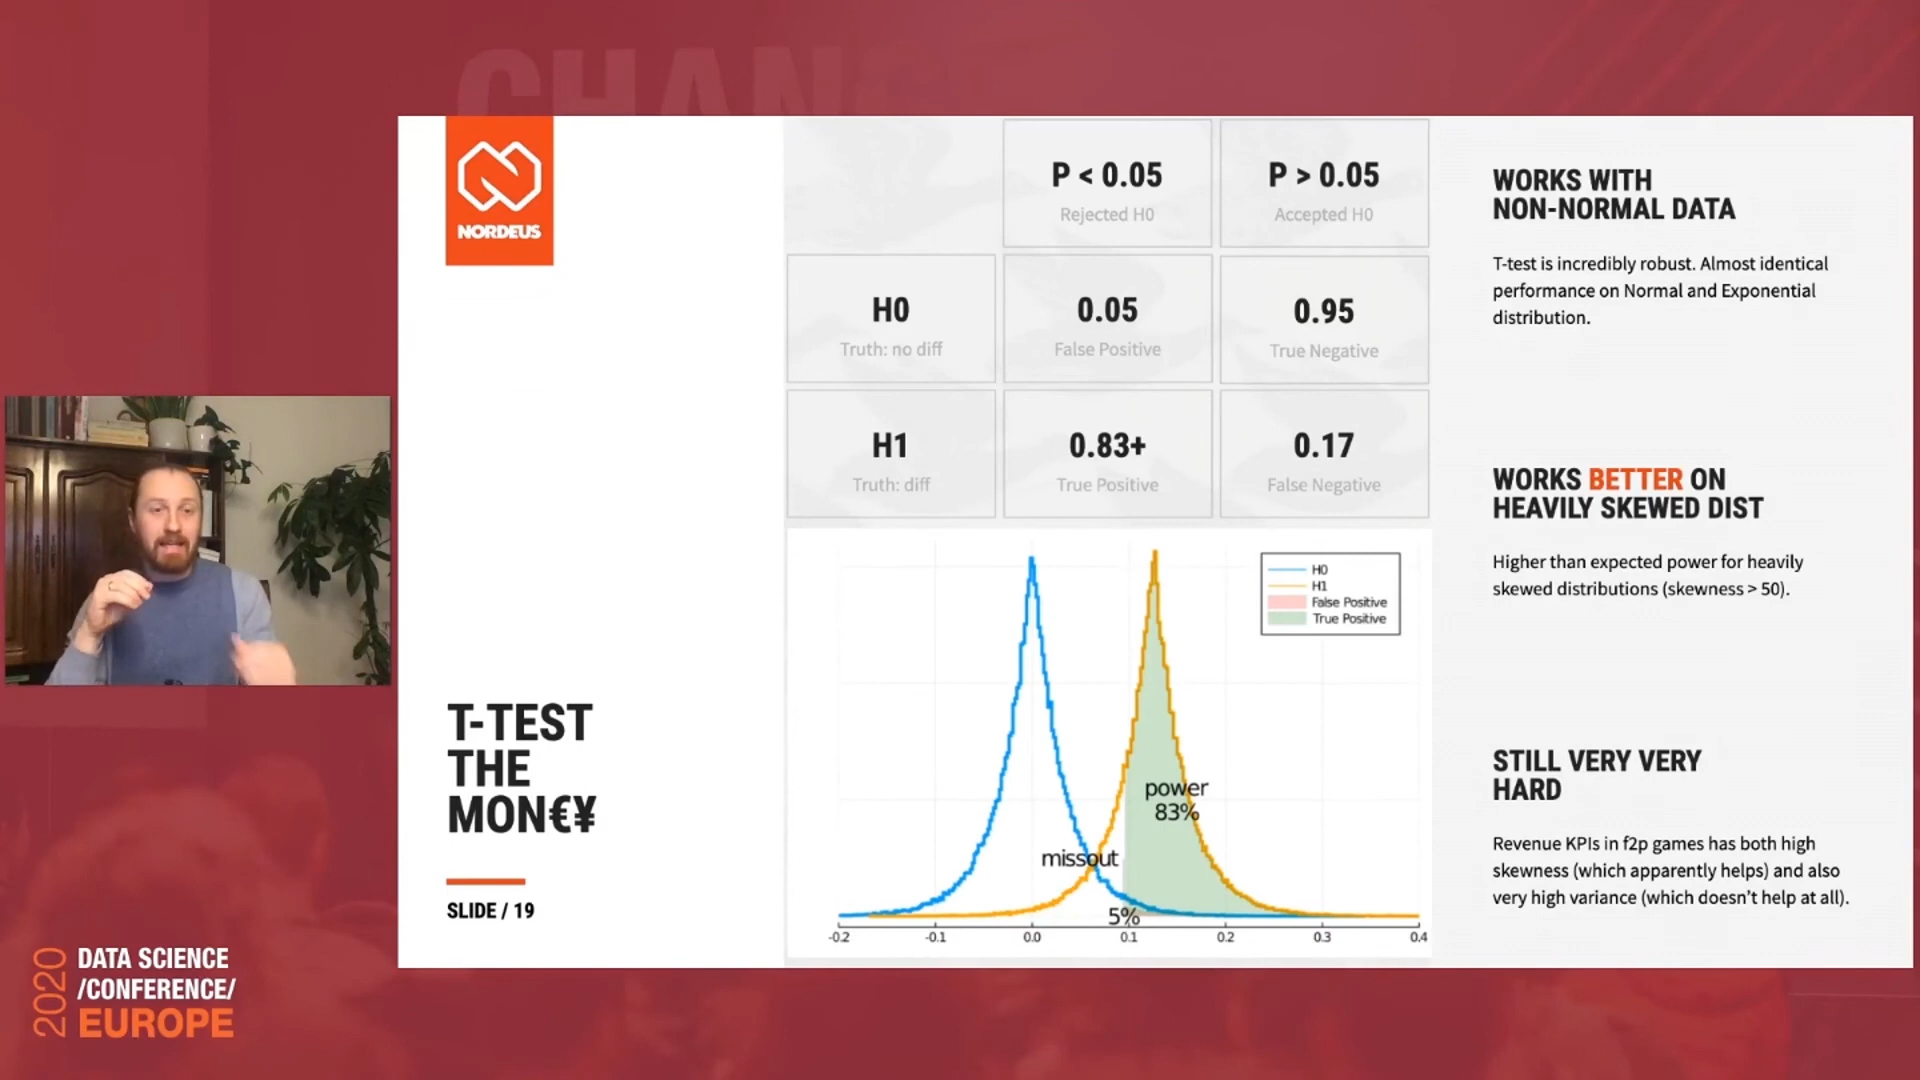 CHAN
NORDEUS
T-TEST
THE
MON€¥
SLIDE / 19
P < 0.05
Rejected H0
P > 0.05
Accepted H0
H0
Truth: no diff
0.05
False Positive
0.95
True Negative
H1
Truth: diff
0.83+
True Positive
0.17
False Negative
H0
H1
False Positive
True Positive
power
83%
missout
5%
-0.2 -0.1 0.0 0.1 0.2 0.3 0.4
WORKS WITH
NON-NORMAL DATA
T-test is incredibly robust. Almost identical
performance on Normal and Exponential
distribution.
WORKS BETTER ON
HEAVILY SKEWED DIST
Higher than expected power for heavily
skewed distributions (skewness > 50).
STILL VERY VERY
HARD
Revenue KPIs in f2p games has both high
skewness (which apparently helps) and also
very high variance (which doesn't help at all).
2020
DATA SCIENCE
/CONFERENCE/
EUROPE